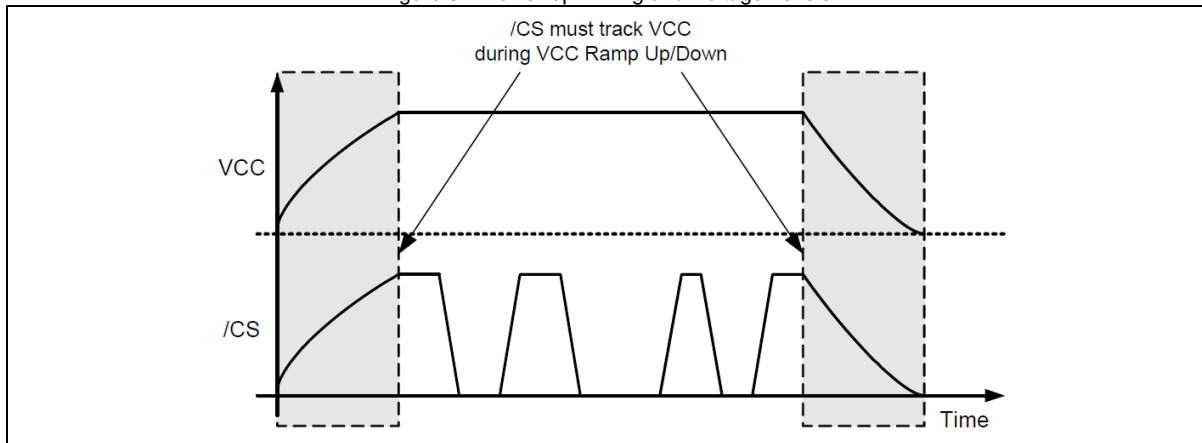 /CS must track VCC
during VCC Ramp Up/Down
VCC
/CS
Time